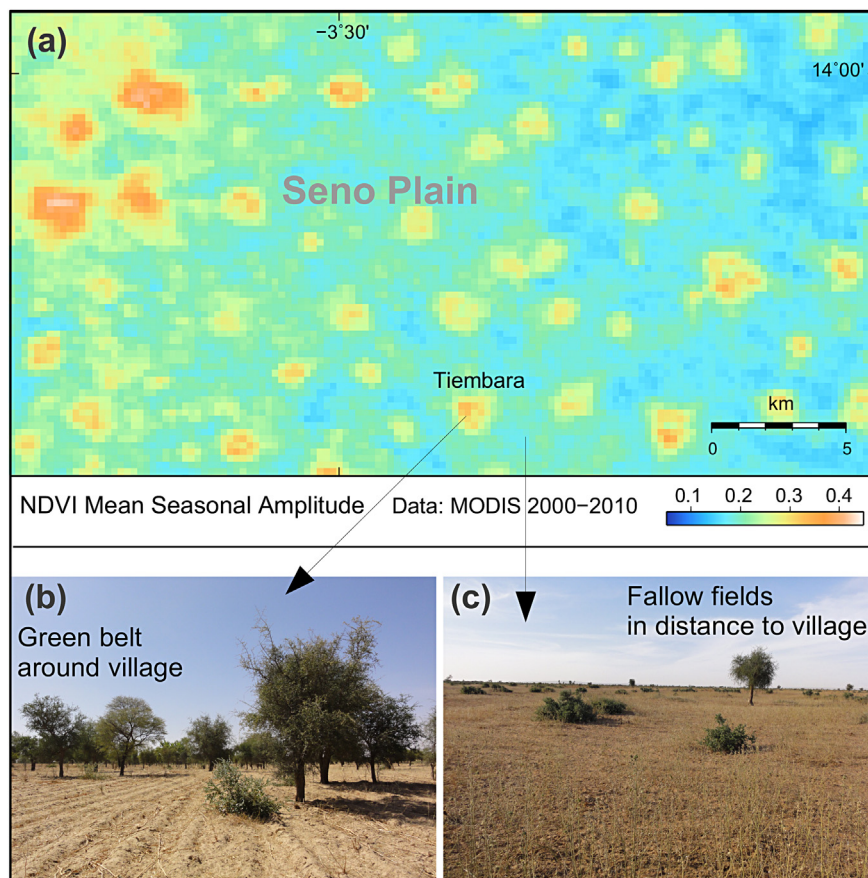 (a)
−3˚30'
14˚00'
Seno Plain
Tiembara
km
0 5
NDVI Mean Seasonal Amplitude Data: MODIS 2000−2010
0.1 0.2 0.3 0.4
(b)
Green belt
around village
(c)
Fallow fields
in distance to village